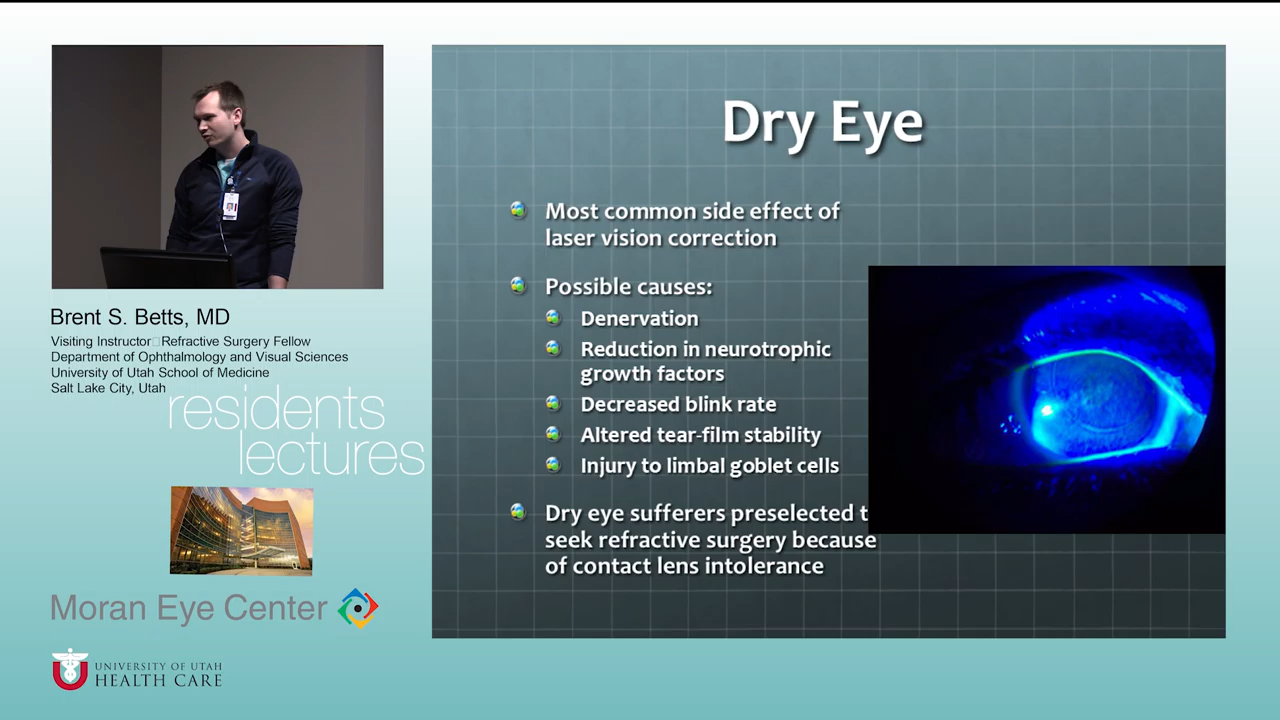 Brent S. Betts, MD
Visiting Instructor□Refractive Surgery Fellow
Department of Ophthalmology and Visual Sciences
University of Utah School of Medicine
Salt Lake City, Utah
residents
lectures
Moran Eye Center
UNIVERSITY OF UTAH
HEALTH CARE
Dry Eye
Most common side effect of
laser vision correction
Possible causes:
Denervation
Reduction in neurotrophic
growth factors
Decreased blink rate
Altered tear-film stability
Injury to limbal goblet cells
Dry eye sufferers preselected t
seek refractive surgery because
of contact lens intolerance